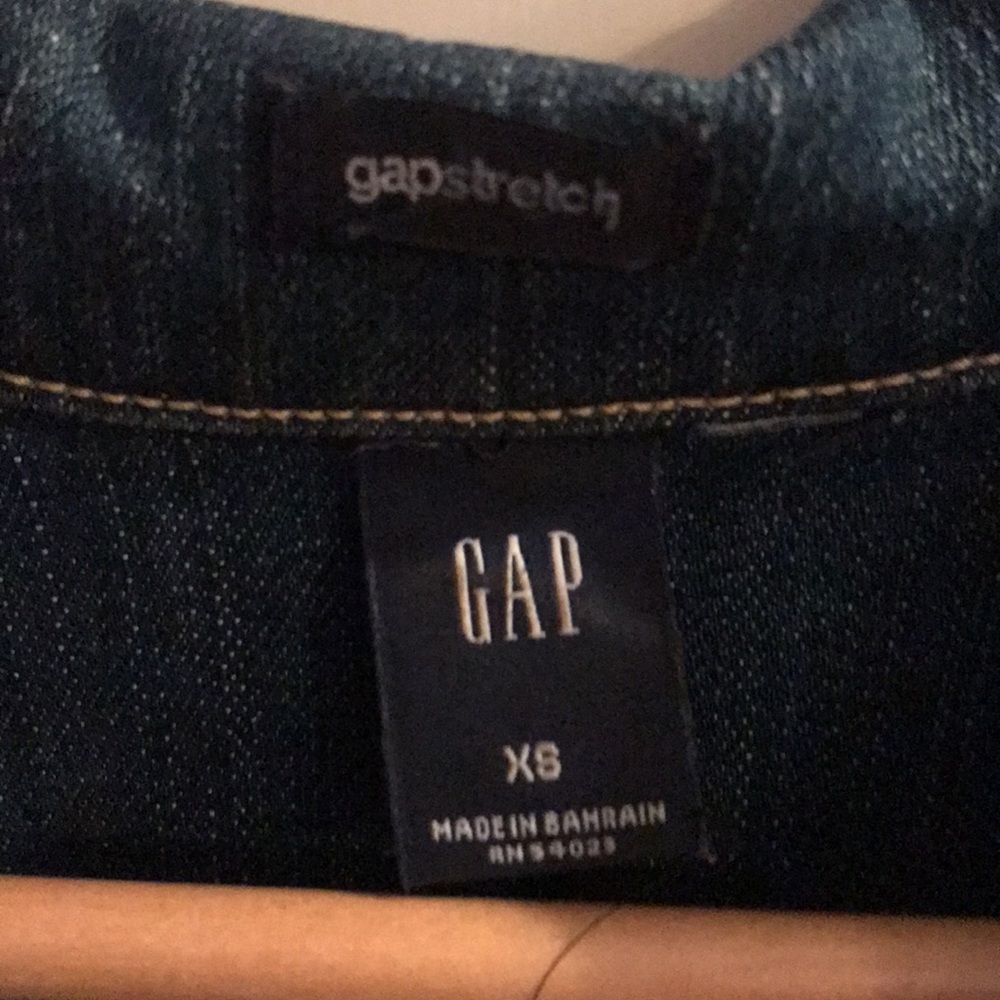 gapstretch
GAP
XS
MADE IN BAHRAIN
RN 54023